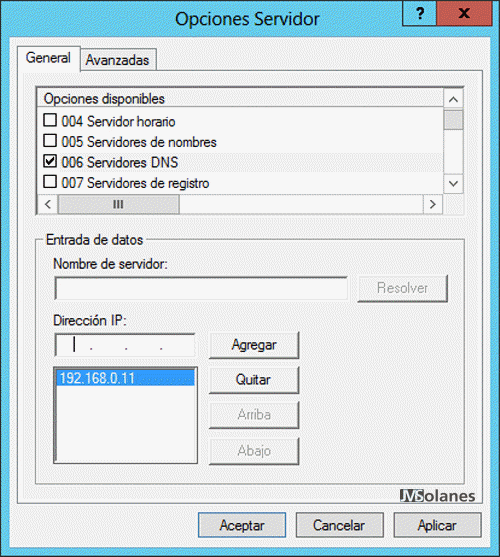 Opciones Servidor
? x
General Avanzadas
Opciones disponibles
004 Servidor horario
005 Servidores de nombres
006 Servidores DNS
007 Servidores de registro
Entrada de datos
Nombre de servidor:
Resolver
Dirección IP:
. . .
Agregar
192.168.0.11
Quitar
Arriba
Abajo
JMSolanes
Aceptar Cancelar Aplicar